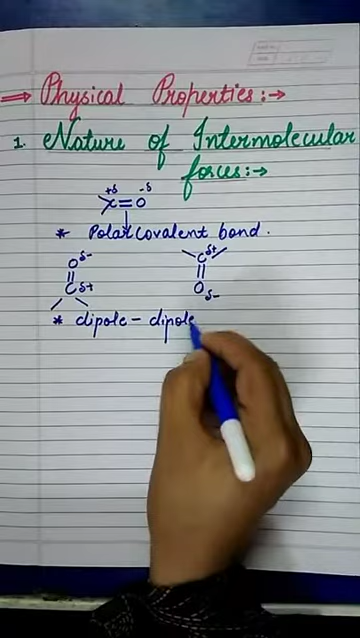 ⇒ Physical Properties:→
1. Nature of Intermolecular
forces:→
+δ -δ
C=O
* Polar covalent bond.
O δ-
||
C δ+
C δ+
||
O δ-
* dipole - dipole